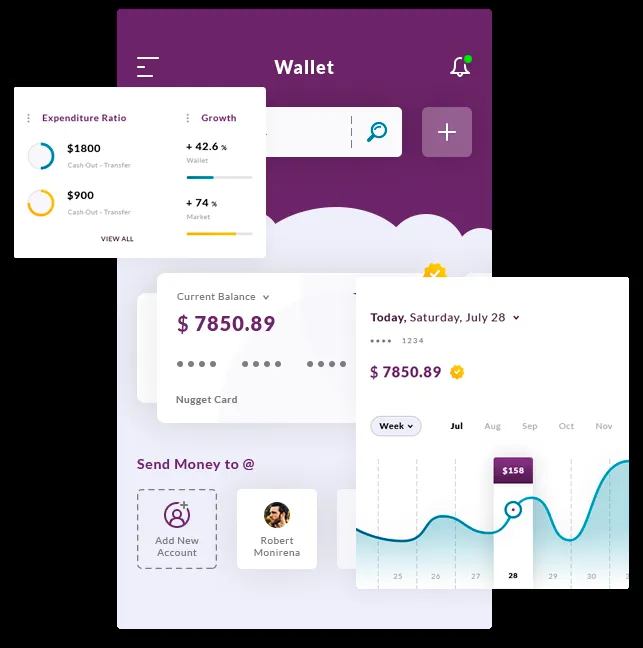 Wallet
Expenditure Ratio
$1800
Cash Out - Transfer
$900
Cash Out - Transfer
VIEW ALL
Growth
+ 42.6 %
Wallet
+ 74 %
Market
Current Balance
$ 7850.89
Nugget Card
Today, Saturday, July 28
1234
$ 7850.89
Week
Jul Aug Sep Oct Nov
$158
25 26 27 28 29 30
Send Money to @
Add New
Account
Robert
Monirena